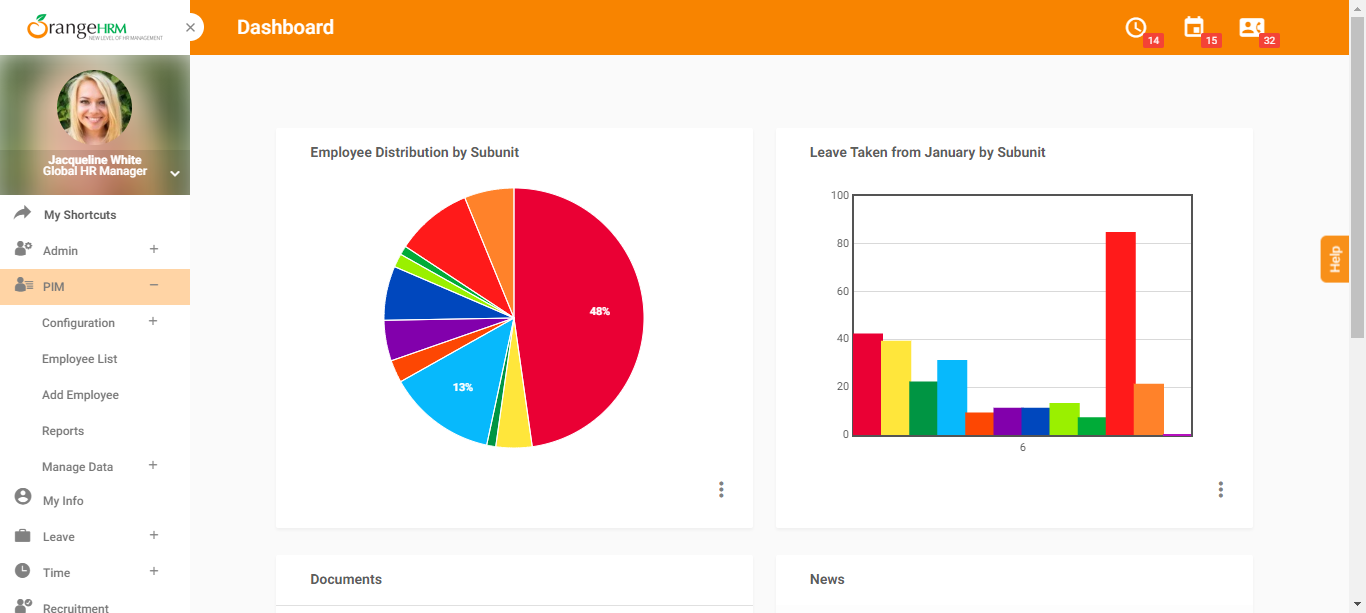 OrangeHRM
NEW LEVEL OF HR MANAGEMENT
Dashboard
14
15
32
Jacqueline White
Global HR Manager
My Shortcuts
Admin
PIM
Configuration
Employee List
Add Employee
Reports
Manage Data
My Info
Leave
Time
Recruitment
Employee Distribution by Subunit
48%
13%
Leave Taken from January by Subunit
100
80
60
40
20
0
6
Help
Documents
News